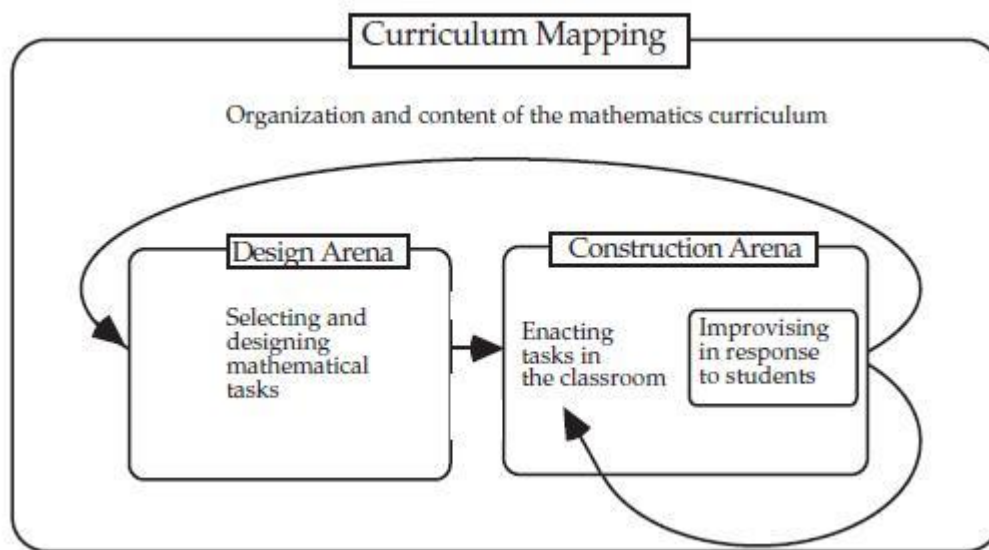 Curriculum Mapping
Organization and content of the mathematics curriculum
Design Arena
Selecting and
designing
mathematical
tasks
Construction Arena
Enacting
tasks in
the classroom
Improvising
in response
to students